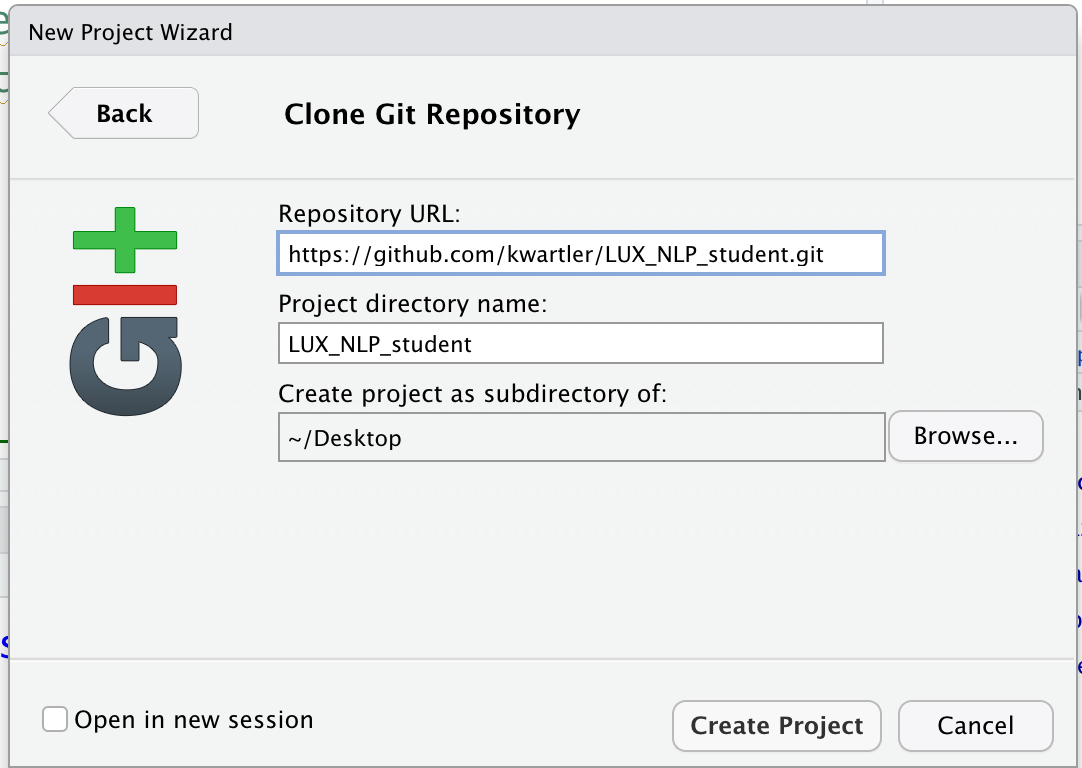 New Project Wizard
Back
Clone Git Repository
Repository URL:
https://github.com/kwartler/LUX_NLP_student.git
Project directory name:
LUX_NLP_student
Create project as subdirectory of:
~/Desktop
Browse...
GIT
Open in new session
Create Project
Cancel